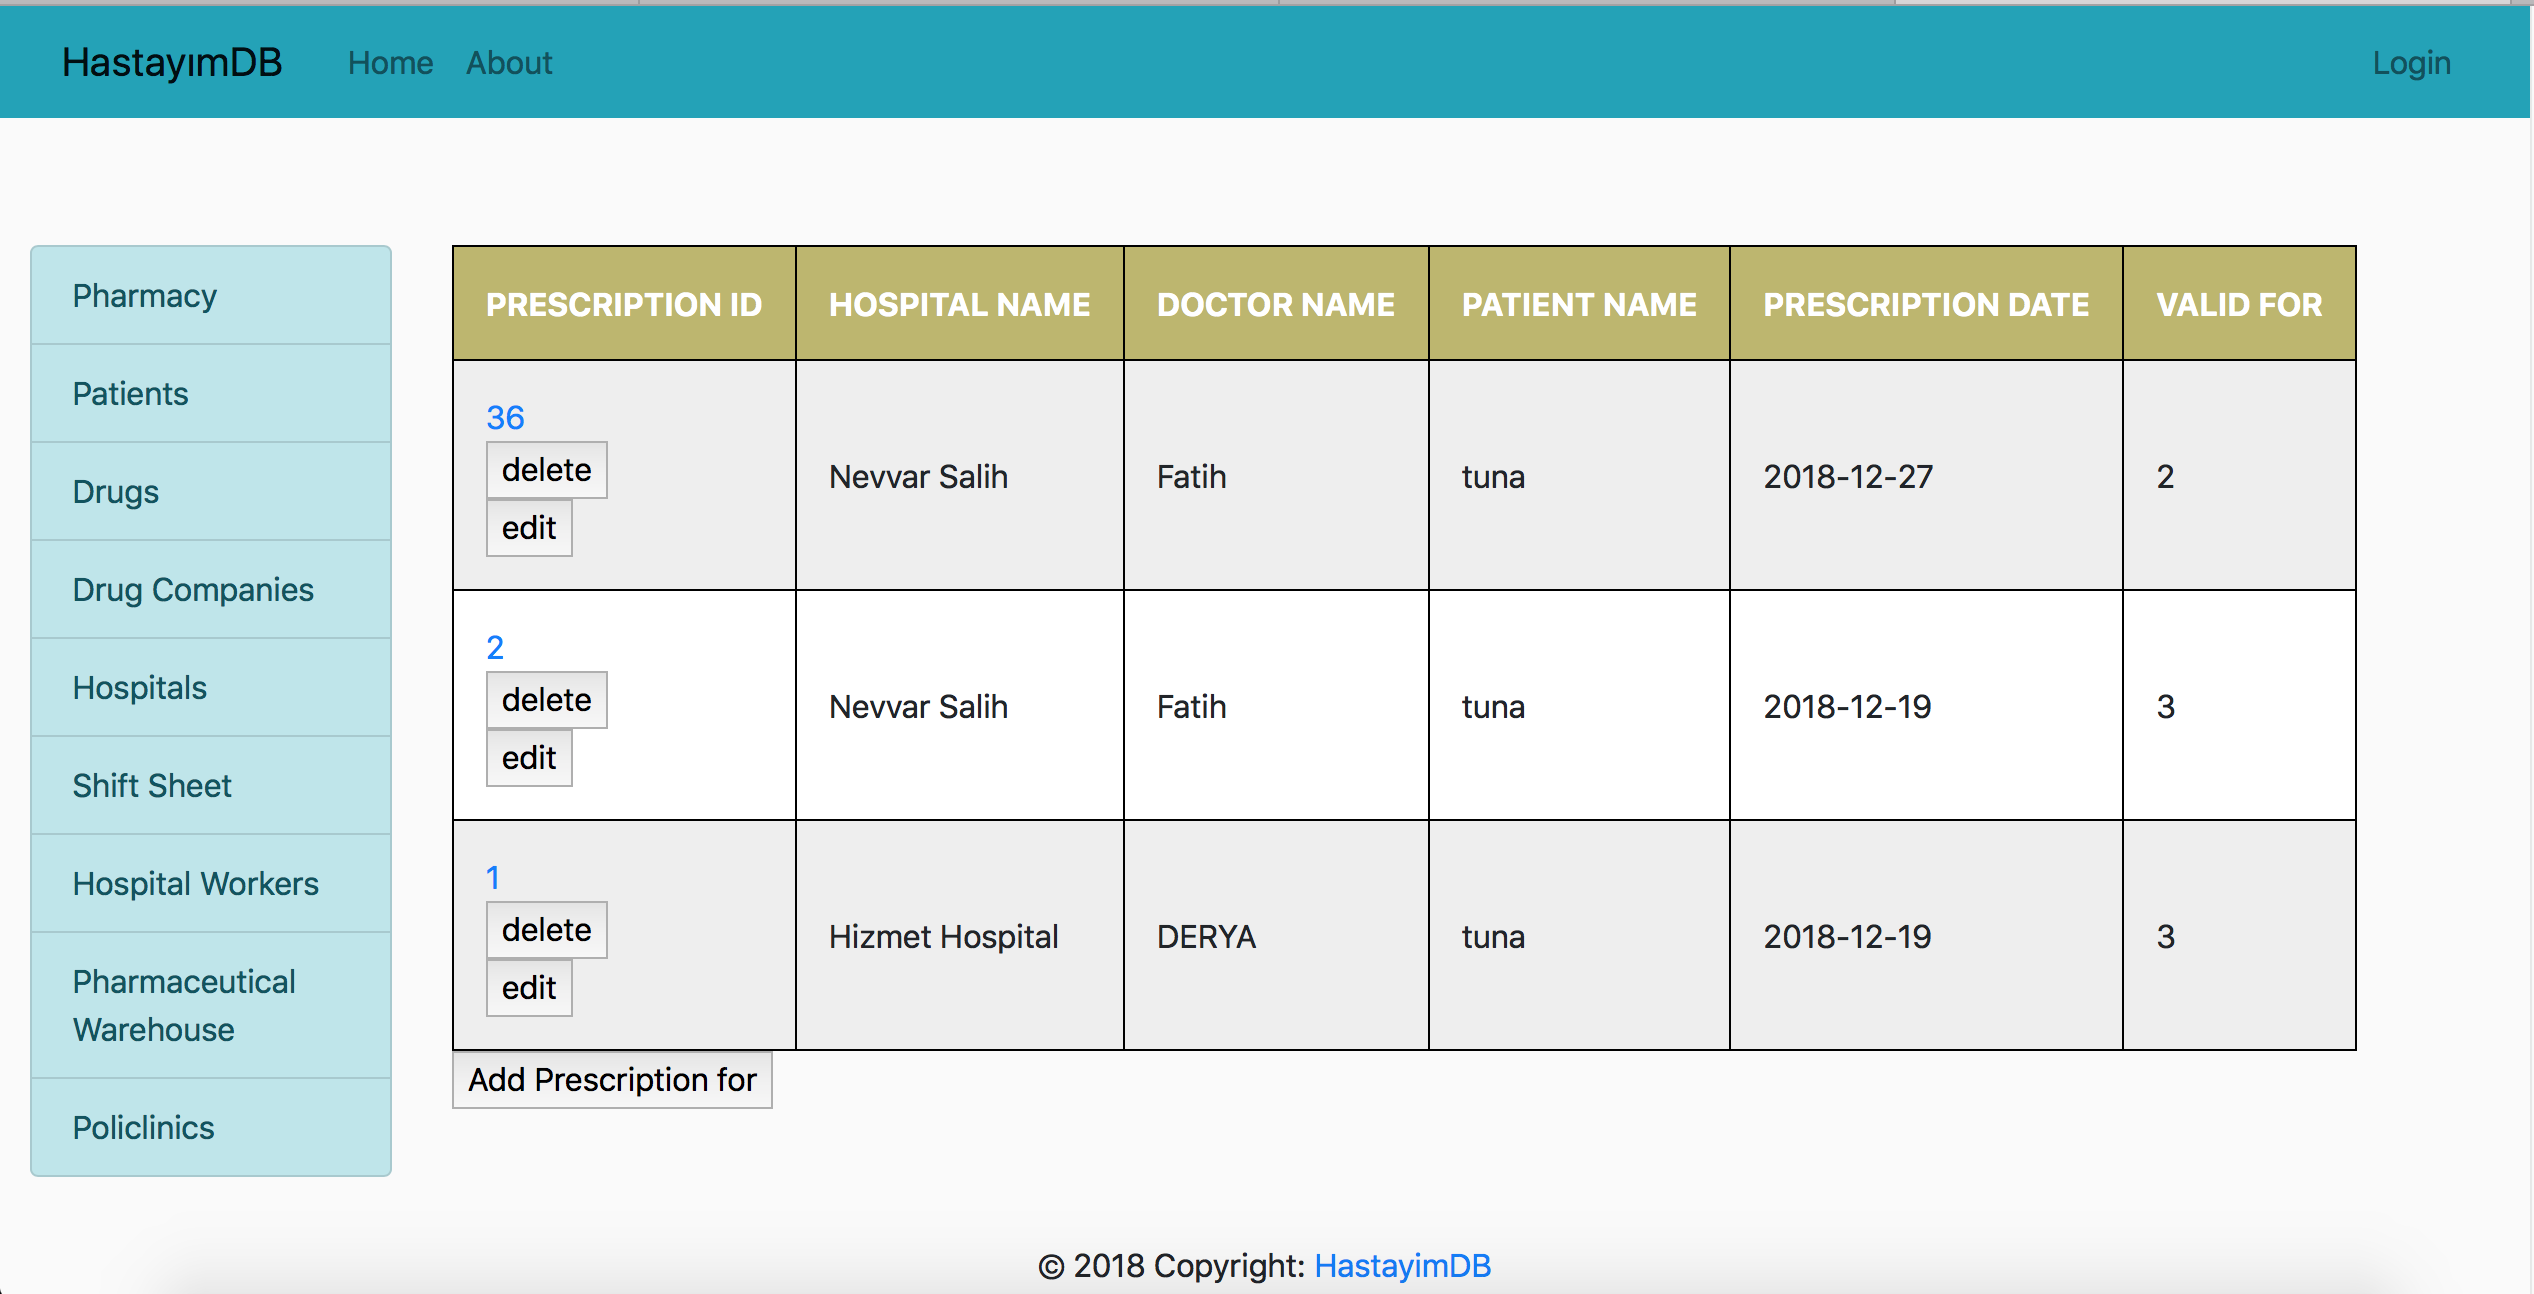 HastayımDB Home About Login
Pharmacy
Patients
Drugs
Drug Companies
Hospitals
Shift Sheet
Hospital Workers
Pharmaceutical
Warehouse
Policlinics
PRESCRIPTION ID HOSPITAL NAME DOCTOR NAME PATIENT NAME PRESCRIPTION DATE VALID FOR
36
delete
edit
Nevvar Salih Fatih tuna 2018-12-27 2
2
delete
edit
Nevvar Salih Fatih tuna 2018-12-19 3
1
delete
edit
Hizmet Hospital DERYA tuna 2018-12-19 3
Add Prescription for
© 2018 Copyright: HastayimDB